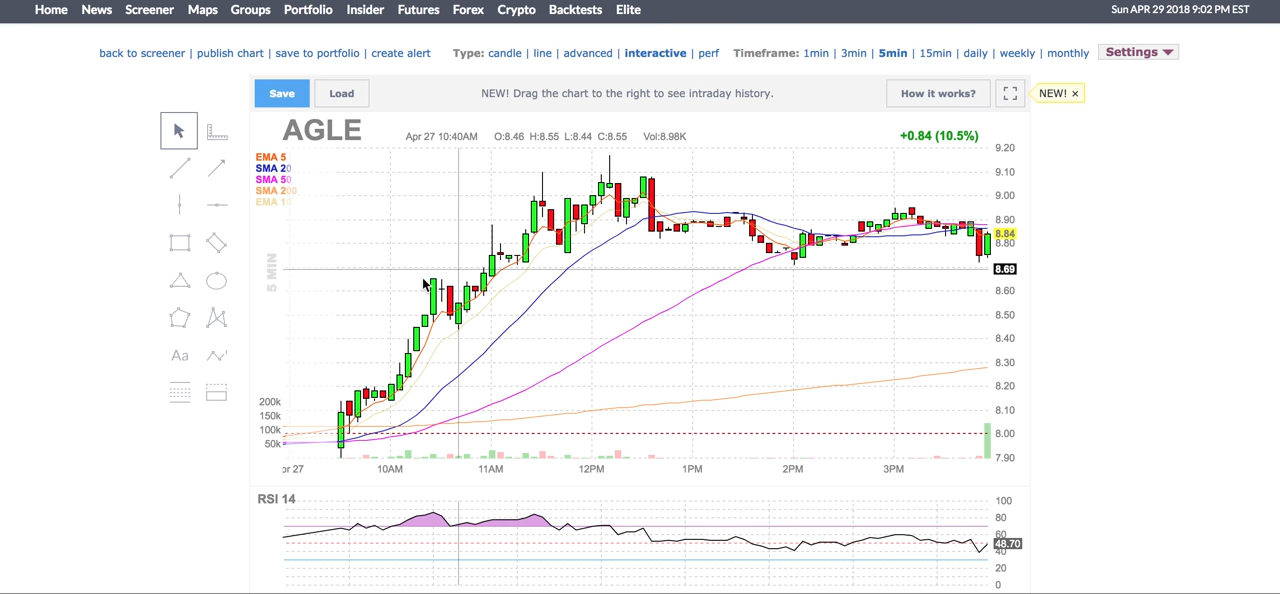 Home News Screener Maps Groups Portfolio Insider Futures Forex Crypto Backtests Elite Sun APR 29 2018 9:02 PM EST
back to screener | publish chart | save to portfolio | create alert Type: candle | line | advanced | interactive | perf Timeframe: 1min | 3min | 5min | 15min | daily | weekly | monthly Settings
Save Load NEW! Drag the chart to the right to see intraday history. How it works? NEW! ×
AGLE Apr 27 10:40AM O:8.46 H:8.55 L:8.44 C:8.55 Vol:8.98K +0.84 (10.5%)
9.20
EMA 5
SMA 20
9.10
SMA 50
SMA 200
9.00
EMA 10
8.90
8.84
8.80
5 MIN
8.69
8.60
8.50
Aa
8.40
8.30
8.20
200k
8.10
150k
100k
8.00
50k
7.90
pr 27 10AM 11AM 12PM 1PM 2PM 3PM
RSI 14
100
80
60
48.70
40
20
0